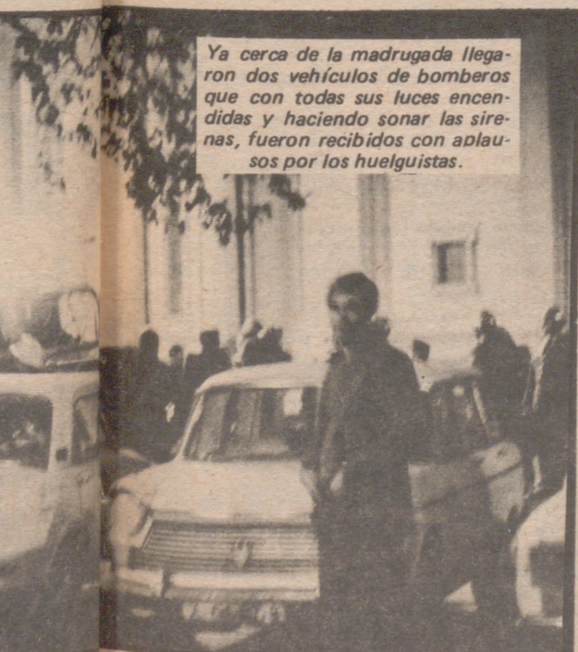 Ya cerca de la madrugada llega-
ron dos vehículos de bomberos
que con todas sus luces encen-
didas y haciendo sonar las sire-
nas, fueron recibidos con aplau-
sos por los huelguistas.